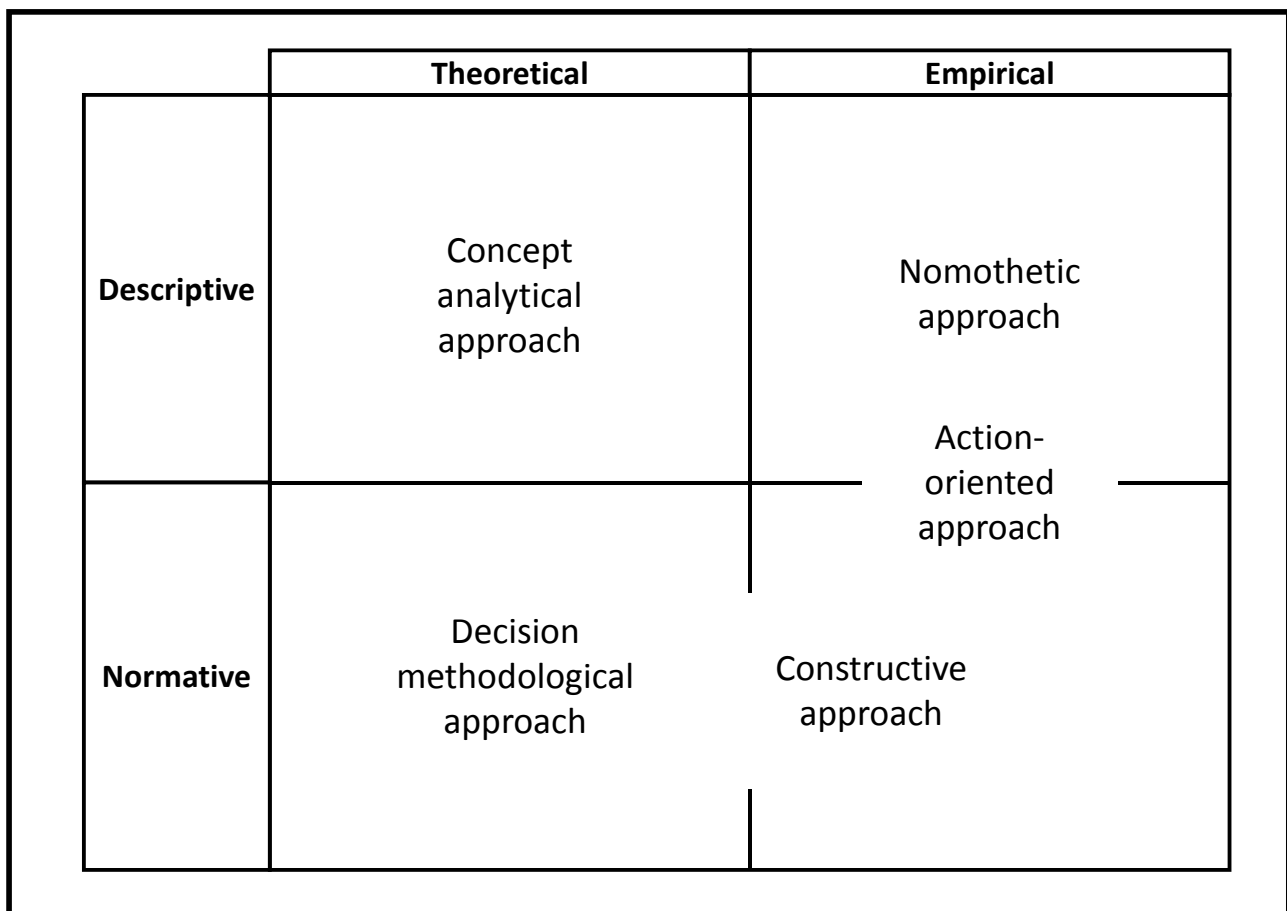 Theoretical
Empirical
Descriptive
Concept
analytical
approach
Nomothetic
approach
Action-
oriented
approach
Normative
Decision
methodological
approach
Constructive
approach